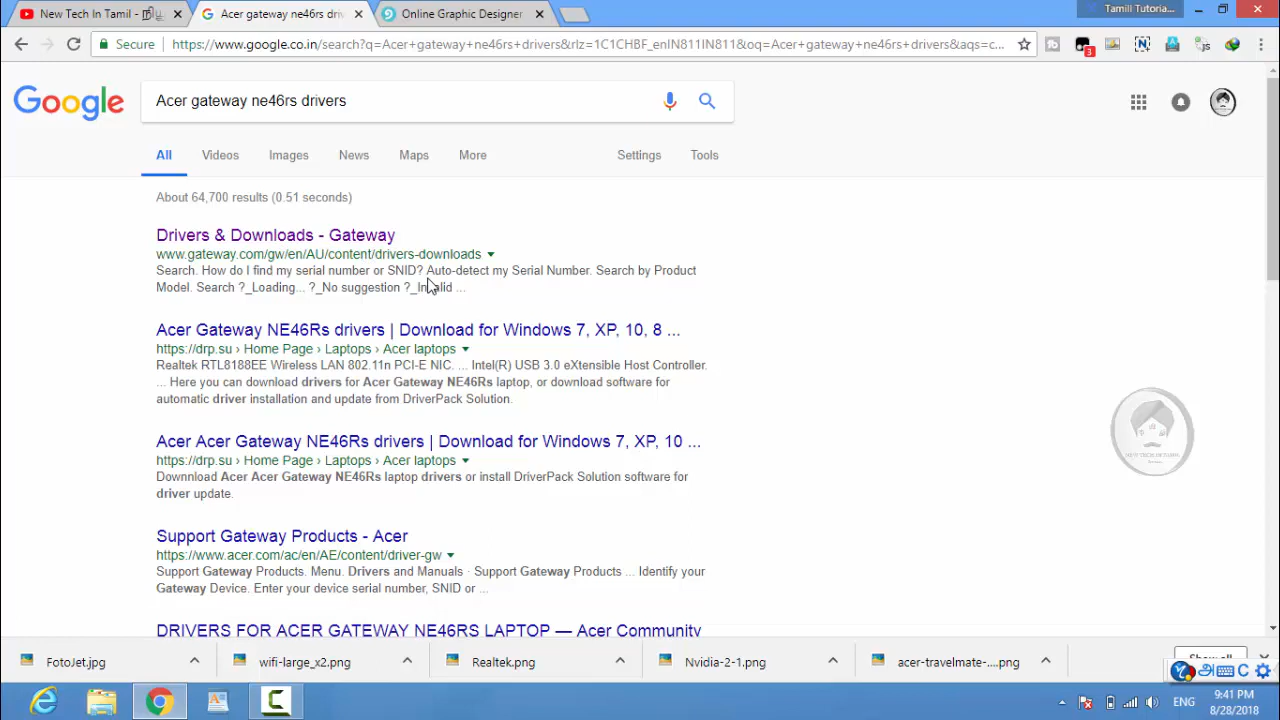 New Tech In Tamil -
Acer gateway ne46rs dri
Online Graphic Designer
Tamill Tutoria...
Secure
https://www.google.co.in/search?q=Acer+gateway+ne46rs+drivers&rlz=1C1CHBF_enIN811IN811&oq=Acer+gateway+ne46rs+drivers&aqs=c...
3
Google
Acer gateway ne46rs drivers
All
Videos
Images
News
Maps
More
Settings
Tools
About 64,700 results (0.51 seconds)
Drivers & Downloads - Gateway
www.gateway.com/gw/en/AU/content/drivers-downloads
Search. How do I find my serial number or SNID? Auto-detect my Serial Number. Search by Product
Model. Search ?_Loading... ?_No suggestion ?_Invalid ...
Acer Gateway NE46Rs drivers | Download for Windows 7, XP, 10, 8 ...
https://drp.su › Home Page › Laptops › Acer laptops
Realtek RTL8188EE Wireless LAN 802.11n PCI-E NIC. ... Intel(R) USB 3.0 eXtensible Host Controller.
... Here you can download drivers for Acer Gateway NE46Rs laptop, or download software for
automatic driver installation and update from DriverPack Solution.
Acer Acer Gateway NE46Rs drivers | Download for Windows 7, XP, 10 ...
https://drp.su › Home Page › Laptops › Acer laptops
Downnload Acer Acer Gateway NE46Rs laptop drivers or install DriverPack Solution software for
driver update.
Support Gateway Products - Acer
https://www.acer.com/ac/en/AE/content/driver-gw
Support Gateway Products. Menu. Drivers and Manuals · Support Gateway Products ... Identify your
Gateway Device. Enter your device serial number, SNID or ...
DRIVERS FOR ACER GATEWAY NE46RS LAPTOP — Acer Community
FotoJet.jpg
wifi-large_x2.png
Realtek.png
Nvidia-2-1.png
acer-travelmate-....png
Show all
அ
ENG
9:41 PM
8/28/2018